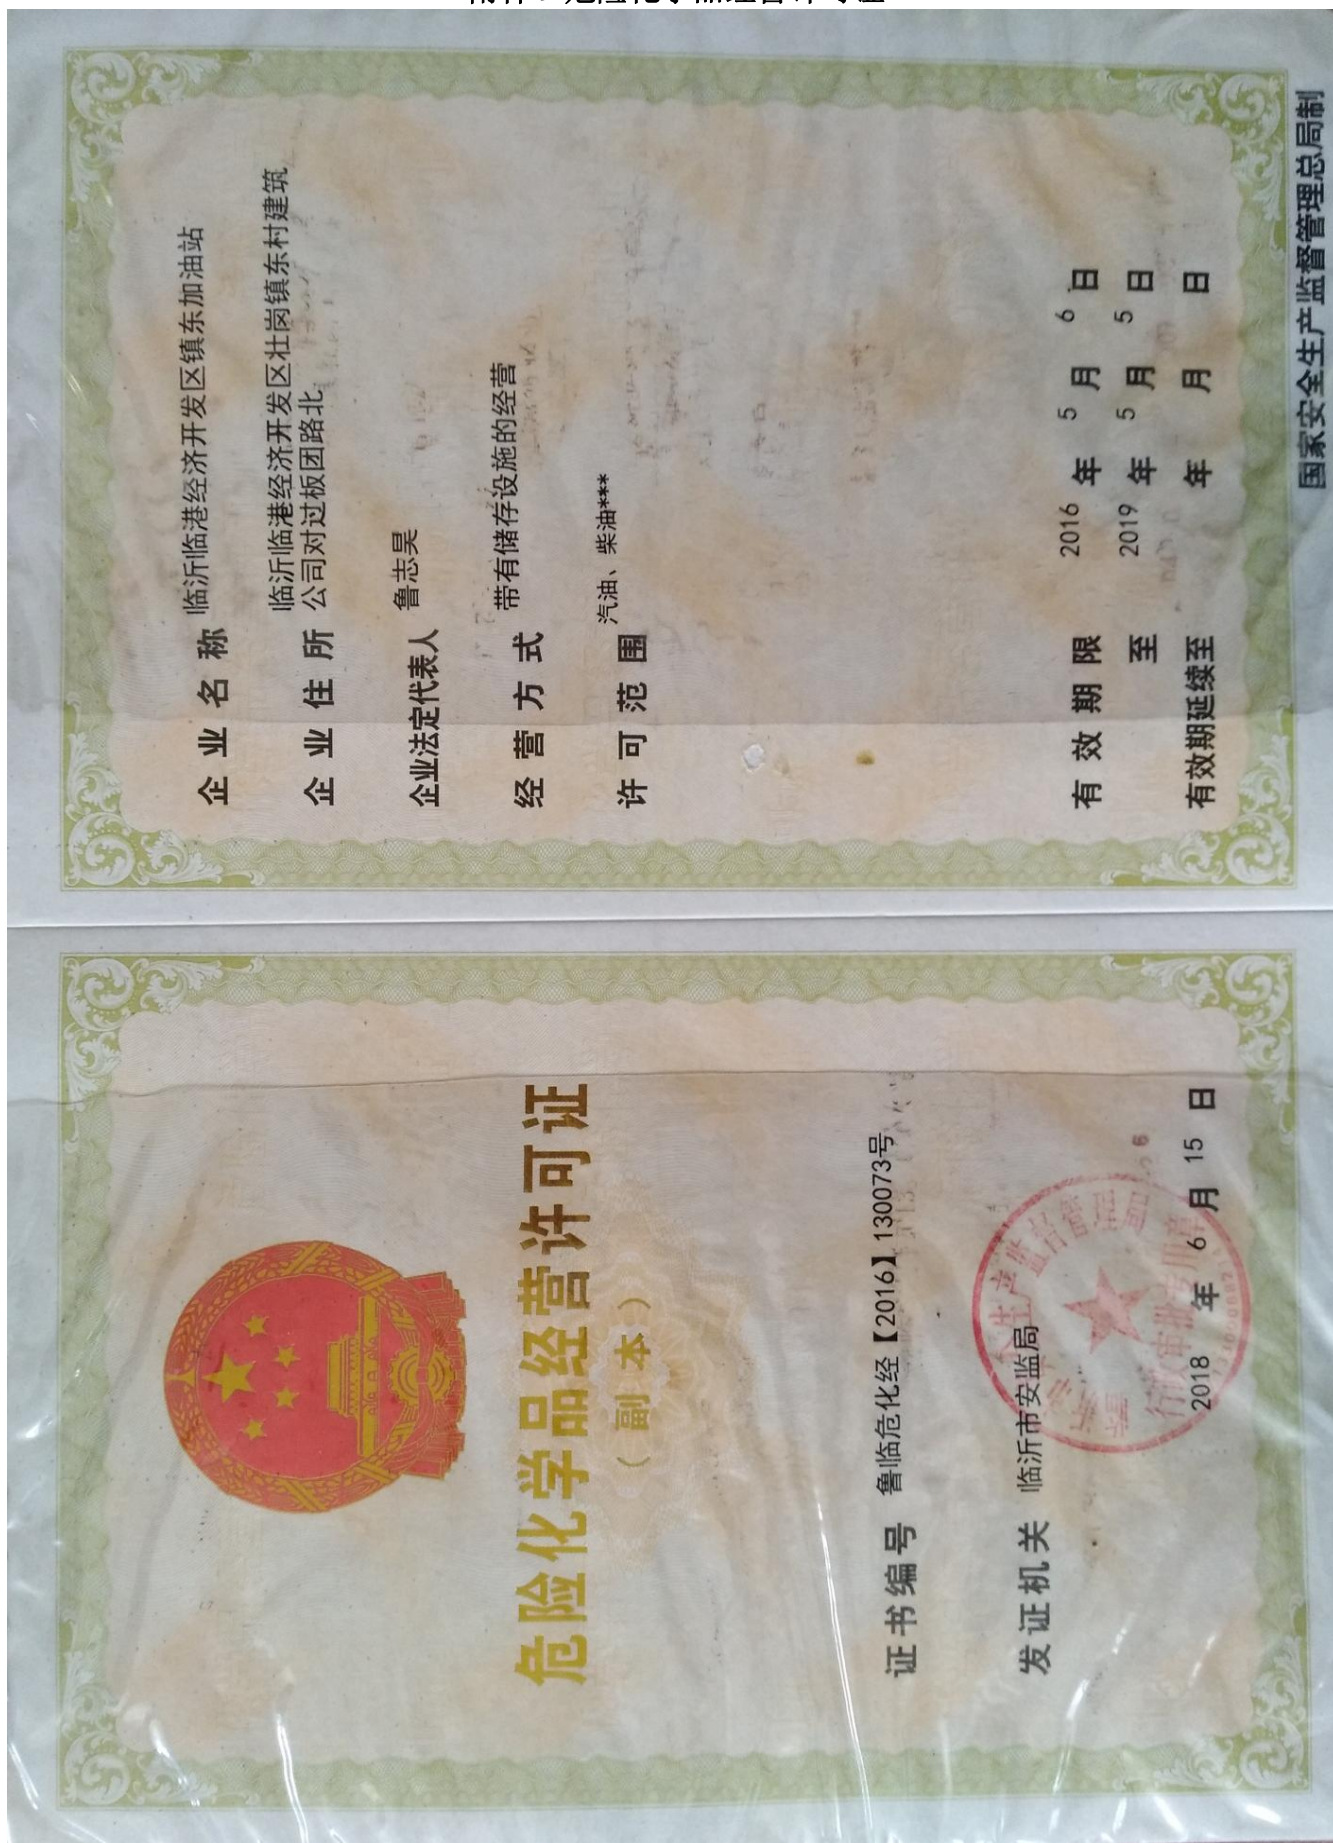 危险化学品经营许可证
（副本）
证书编号 鲁临危化经【2016】130073号
发证机关 临沂市安监局
2018 年 6 月 15 日
行政审批专用章
企业名称 临沂临港经济开发区镇东加油站
企业住所 临沂临港经济开发区壮岗镇东村建筑
公司对过板团路北
企业法定代表人 鲁志昊
经营方式 带有储存设施的经营
许可范围 汽油、柴油***
有效期限 2016 年 5 月 6 日
至 2019 年 5 月 5 日
有效期延续至 年 月 日
国家安全生产监督管理总局制